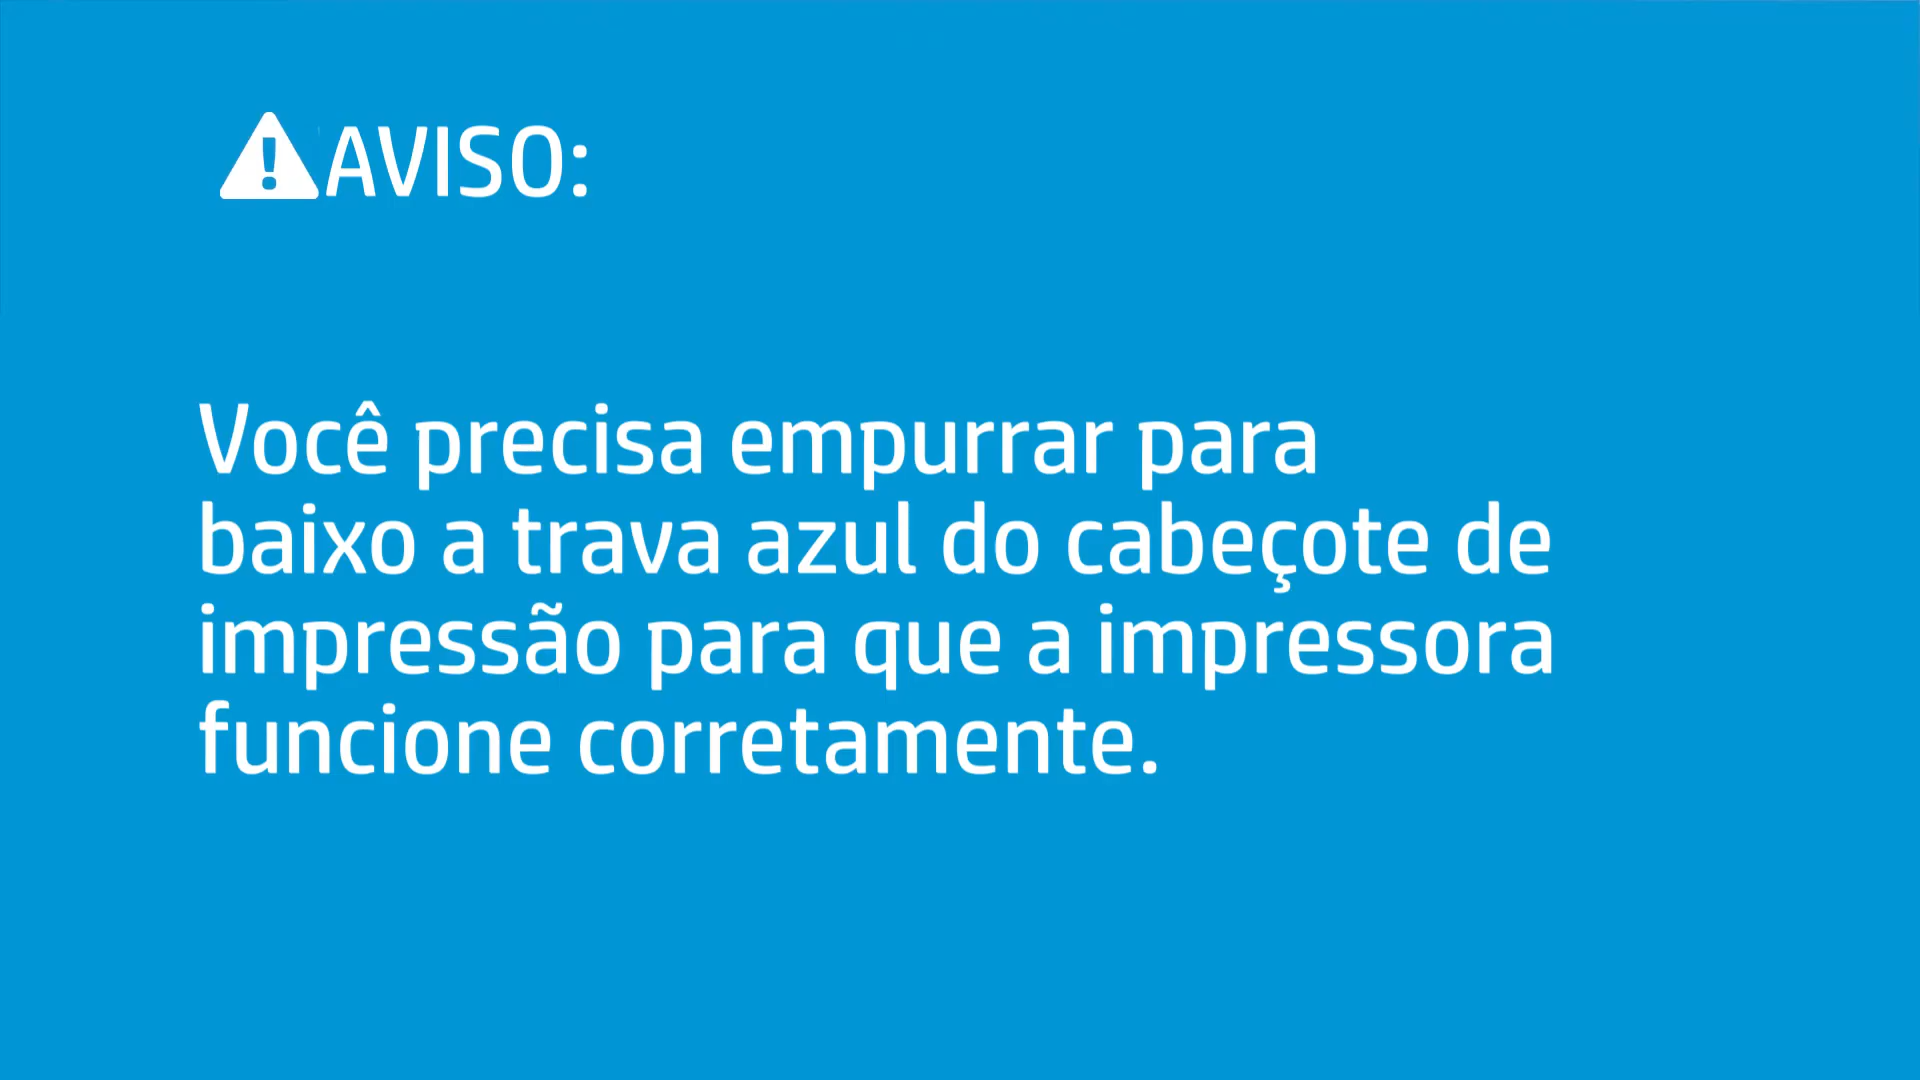 AVISO:
Você precisa empurrar para
baixo a trava azul do cabeçote de
impressão para que a impressora
funcione corretamente.